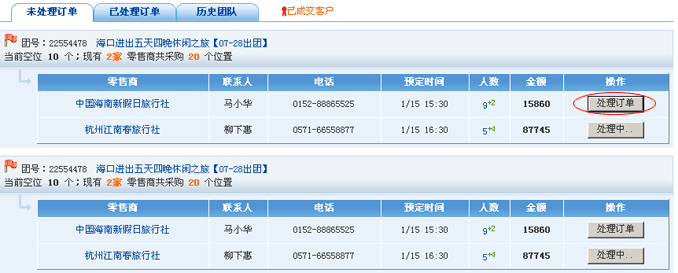 未处理订单 已处理订单 历史团队 已成交客户
团号：22554478 海口进出五天四晚休闲之旅【07-28出团】
当前空位 10 个；现有 2家 零售商共采购 20 个位置
零售商 联系人 电话 预定时间 人数 金额 操作
中国海南新假日旅行社 马小华 0152-88865525 1/15 15:30 9+2 15860 处理订单
杭州江南春旅行社 柳下惠 0571-66558877 1/15 16:30 5+4 87745 处理中..
团号：22554478 海口进出五天四晚休闲之旅【07-28出团】
当前空位 10 个；现有 2家 零售商共采购 20 个位置
零售商 联系人 电话 预定时间 人数 金额 操作
中国海南新假日旅行社 马小华 0152-88865525 1/15 15:30 9+2 15860 处理订单
杭州江南春旅行社 柳下惠 0571-66558877 1/15 16:30 5+4 87745 处理中..